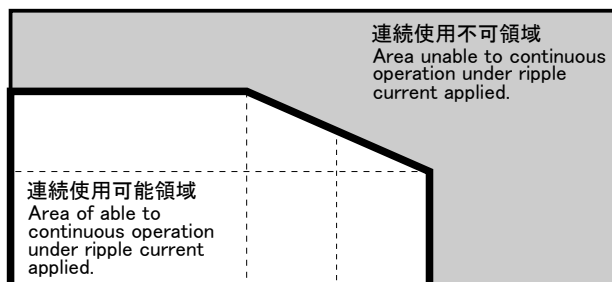 連続使用不可領域
Area unable to continuous
operation under ripple
current applied.
連続使用可能領域
Area of able to
continuous operation
under ripple current
applied.